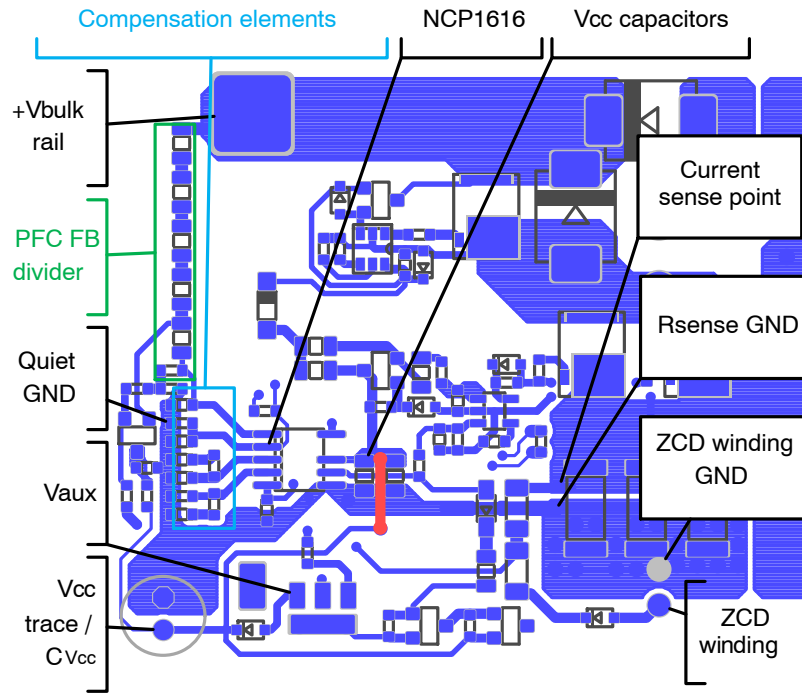 Compensation elements
NCP1616
Vcc capacitors
+Vbulk
rail
Current
sense point
PFC FB
divider
Rsense GND
Quiet
GND
ZCD winding
GND
Vaux
Vcc
trace /
CVcc
ZCD
winding